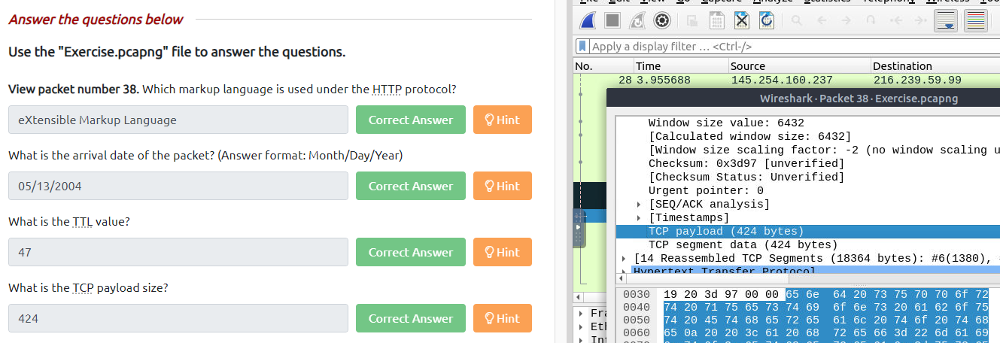 Answer the questions below
Use the "Exercise.pcapng" file to answer the questions.
View packet number 38. Which markup language is used under the HTTP protocol?
eXtensible Markup Language
Correct Answer
Hint
What is the arrival date of the packet? (Answer format: Month/Day/Year)
05/13/2004
Correct Answer
Hint
What is the TTL value?
47
Correct Answer
Hint
What is the TCP payload size?
424
Correct Answer
Hint
Apply a display filter ... <Ctrl-/>
No. Time Source Destination
28 3.955688 145.254.160.237 216.239.59.99
Wireshark · Packet 38 · Exercise.pcapng
Window size value: 6432
[Calculated window size: 6432]
[Window size scaling factor: -2 (no window scaling u
Checksum: 0x3d97 [unverified]
[Checksum Status: Unverified]
Urgent pointer: 0
[SEQ/ACK analysis]
[Timestamps]
TCP payload (424 bytes)
TCP segment data (424 bytes)
[14 Reassembled TCP Segments (18364 bytes): #6(1380),
Hypertext Transfer Protocol
0030 19 20 3d 97 00 00 65 6e 64 20 73 75 70 70 6f 72
0040 74 20 71 75 65 73 74 69 6f 6e 73 20 61 62 6f 75
0050 74 20 45 74 68 65 72 65 61 6c 20 74 6f 20 74 68
0060 65 0a 20 20 3c 61 20 68 72 65 66 3d 22 6d 61 69
Fra
Eth
Int